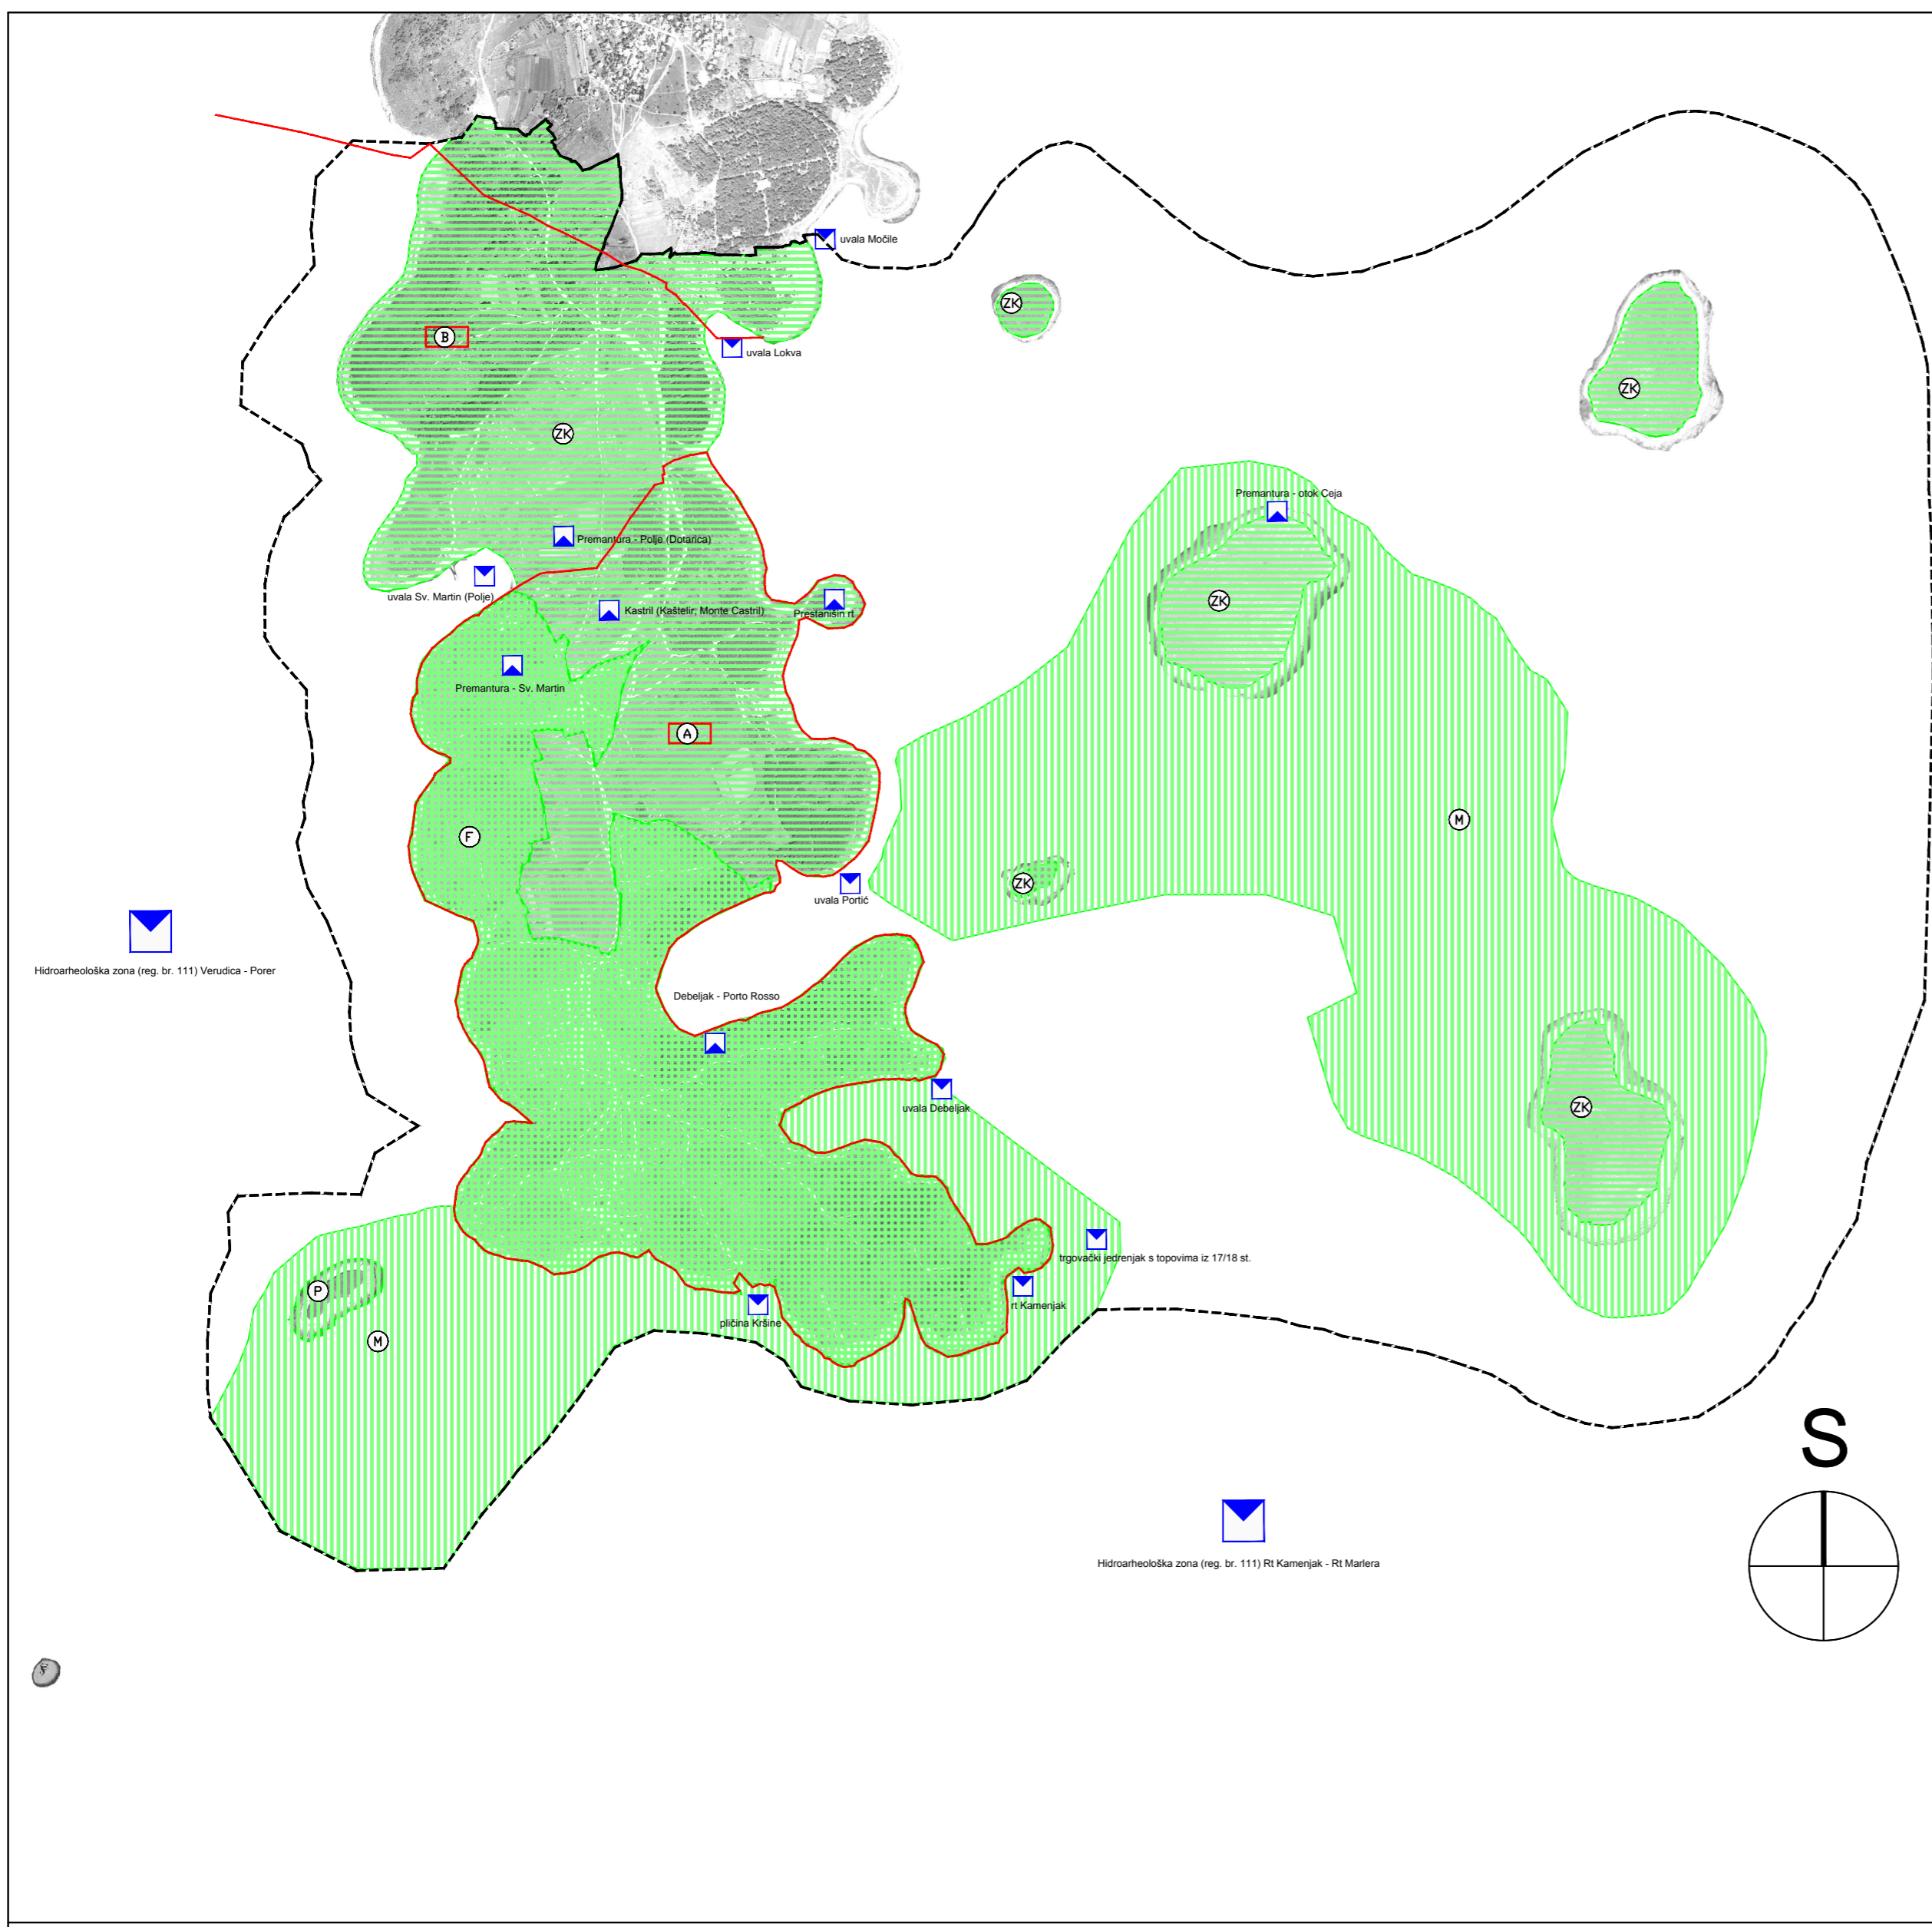 uvala Močile
ZK
B
uvala Lokva
ZK
ZK
Premantura - otok Ceja
Premantura - Polje (Dotarica)
uvala Sv. Martin (Polje)
Kastril (Kaštelir, Monte Castril)
Presfanišin rt
ZK
Premantura - Sv. Martin
A
M
F
ZK
uvala Portić
Hidroarheološka zona (reg. br. 111) Verudica - Porer
Debeljak - Porto Rosso
uvala Debeljak
ZK
trgovački jedrenjak s topovima iz 17/18 st.
P
rt Kamenjak
pličina Kršine
M
S
Hidroarheološka zona (reg. br. 111) Rt Kamenjak - Rt Marlera